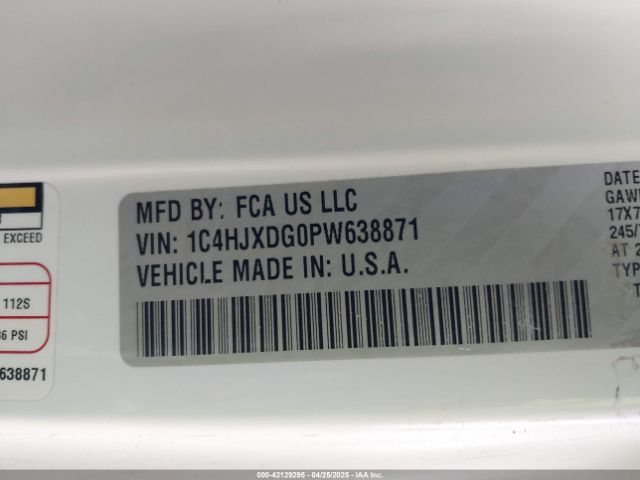 MFD BY: FCA US LLC
VIN: 1C4HJXDG0PW638871
VEHICLE MADE IN: U.S.A.
EXCEED
112S
PSI
638871
DATE
GAW
17X7
245/
AT 2
TYP
000-42129295 - 04/25/2025 - IAA Inc.